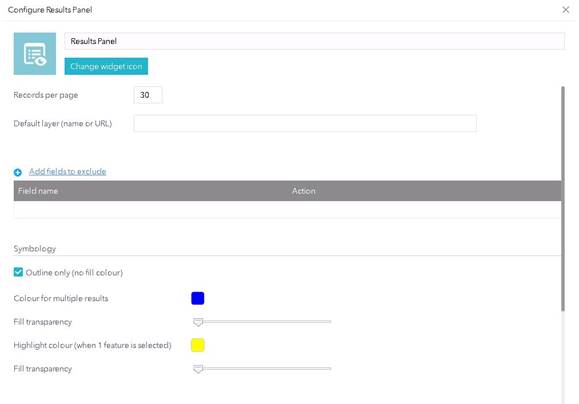 Configure Results Panel
Results Panel
Change widget icon
Records per page 30
Default layer (name or URL)
Add fields to exclude
Field name Action
Symbology
Outline only (no fill colour)
Colour for multiple results
Fill transparency
Highlight colour (when 1 feature is selected)
Fill transparency